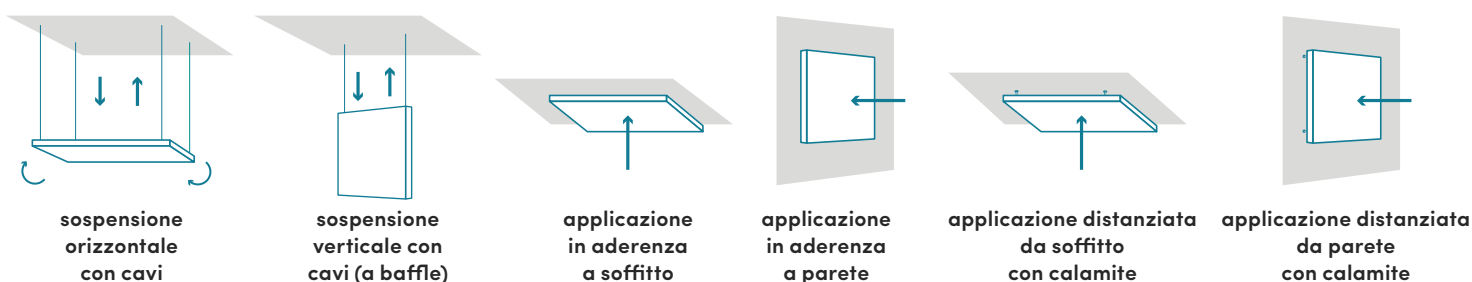 sospensione
orizzontale
con cavi
sospensione
verticale con
cavi (a baffle)
applicazione
in aderenza
a soffitto
applicazione
in aderenza
a parete
applicazione distanziata
da soffitto
con calamite
applicazione distanziata
da parete
con calamite